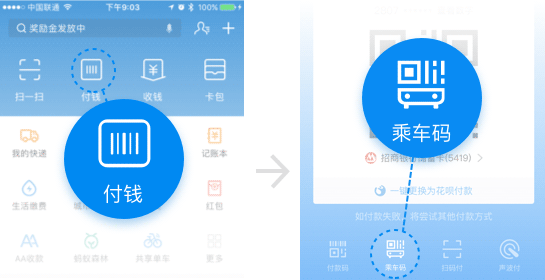 中国联通
下午9:03
100%
奖励金发放中
扫一扫
付钱
收钱
卡包
付钱
我的快递
记账本
生活缴费
红包
AA收款
蚂蚁森林
共享单车
更多
乘车码
招商银行储蓄卡(5419)
一键更换为花呗付款
如付款失败，将尝试其他付款方式
付款码
乘车码
扫码付
声波付